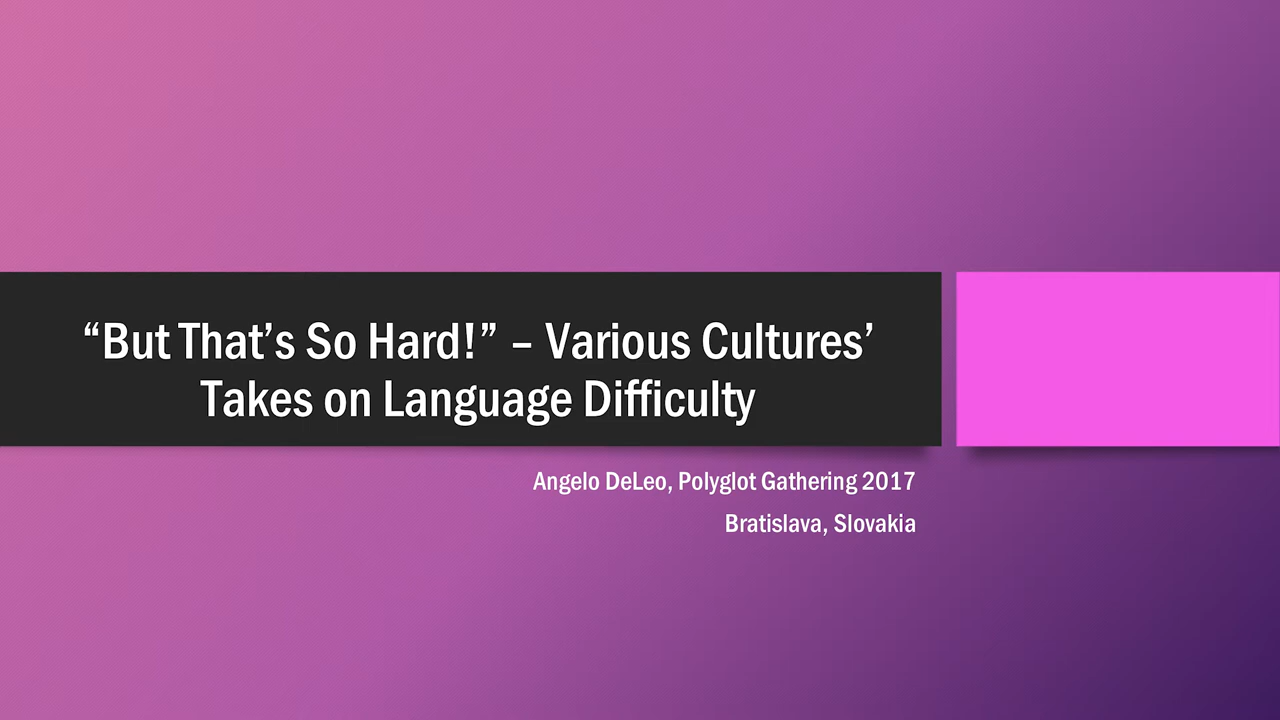 “But That’s So Hard!” – Various Cultures’
Takes on Language Difficulty
Angelo DeLeo, Polyglot Gathering 2017
Bratislava, Slovakia